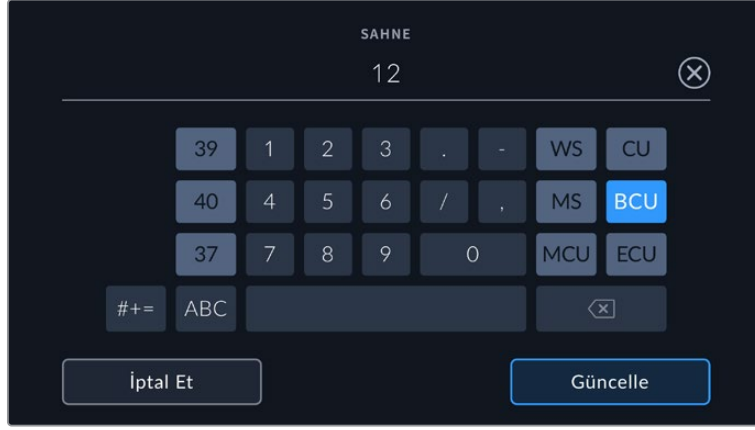 SAHNE
12
39 1 2 3 . - WS CU
40 4 5 6 / , MS BCU
37 7 8 9 0 MCU ECU
#+= ABC
İptal Et Güncelle